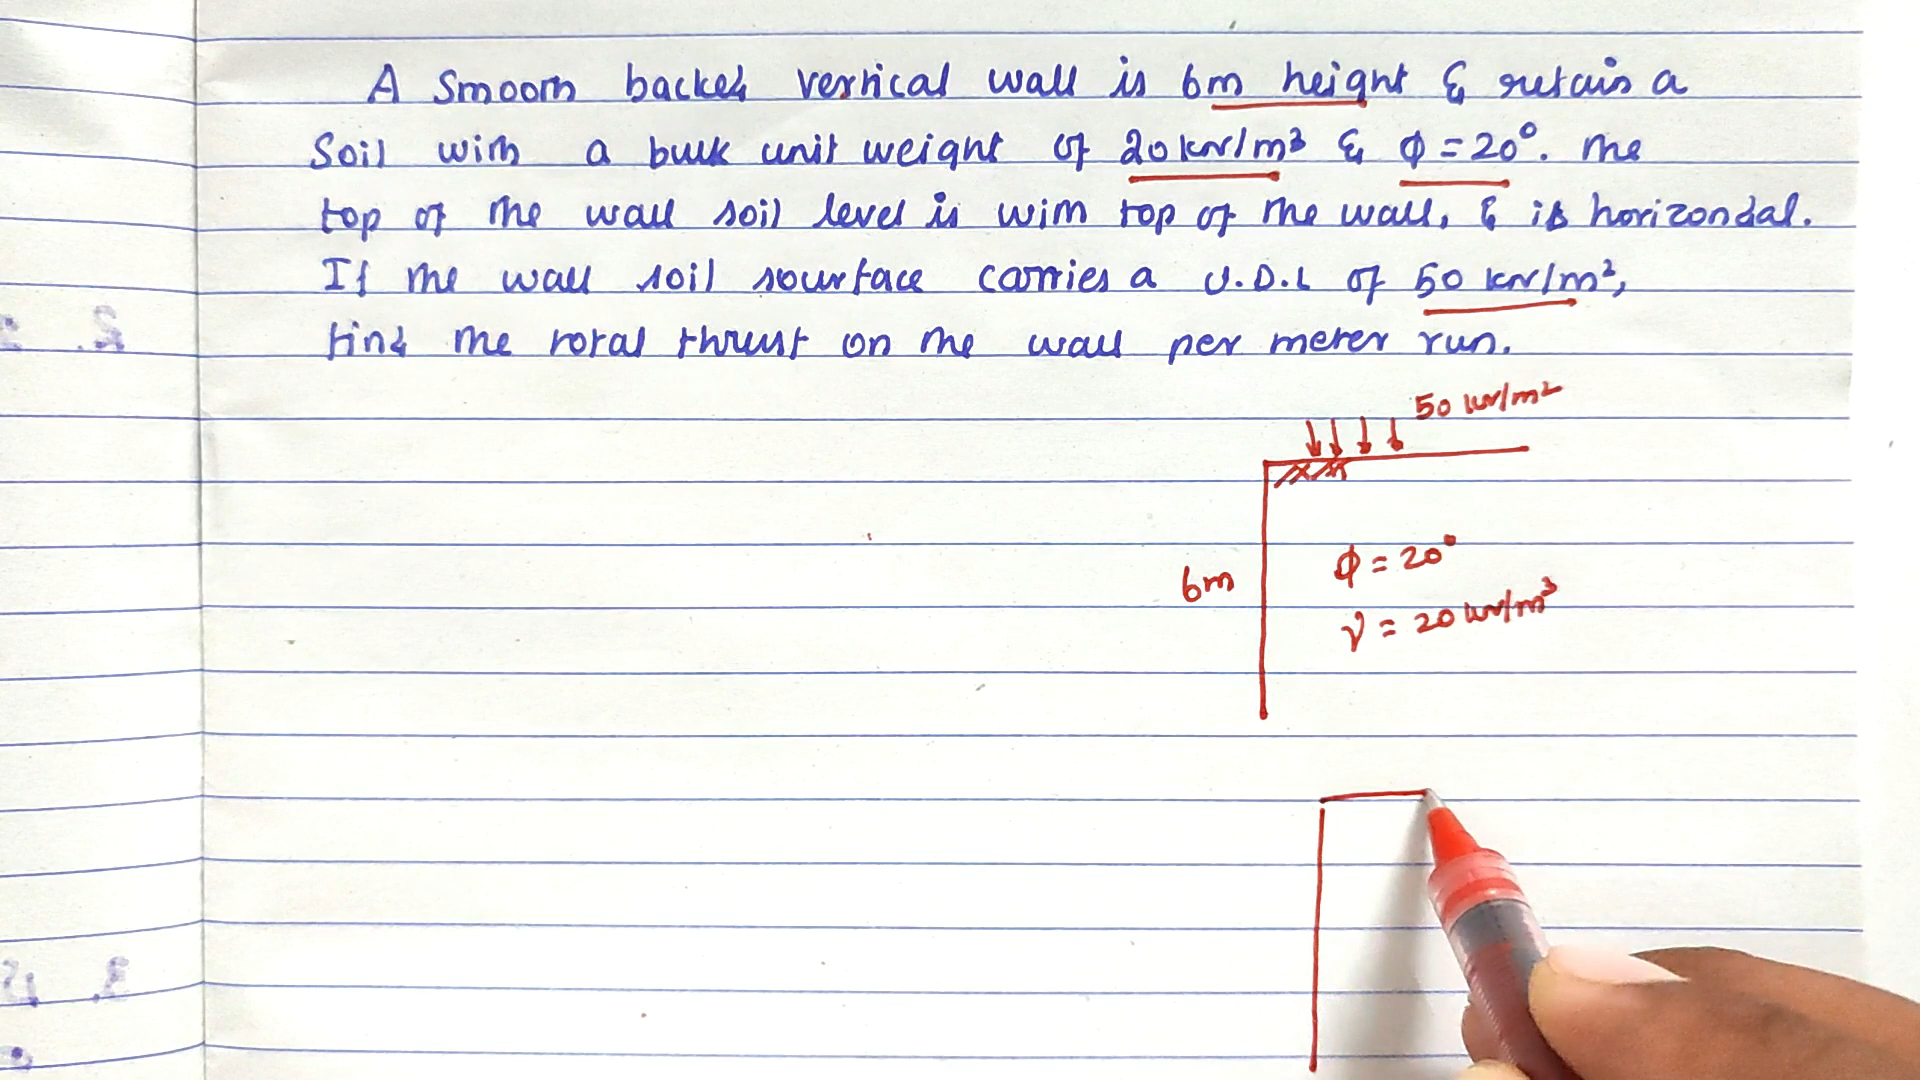 A smooth backed vertical wall is 6m height & retain a
Soil with a bulk unit weight of 20 kN/m³ & ϕ = 20°. The
top of the wall soil level is with top of the wall, & is horizondal.
If the wall soil sourface carries a U.D.L of 50 kN/m²,
find the total thrust on the wall per meter run.
50 kN/m²
6m
ϕ = 20°
γ = 20 kN/m³